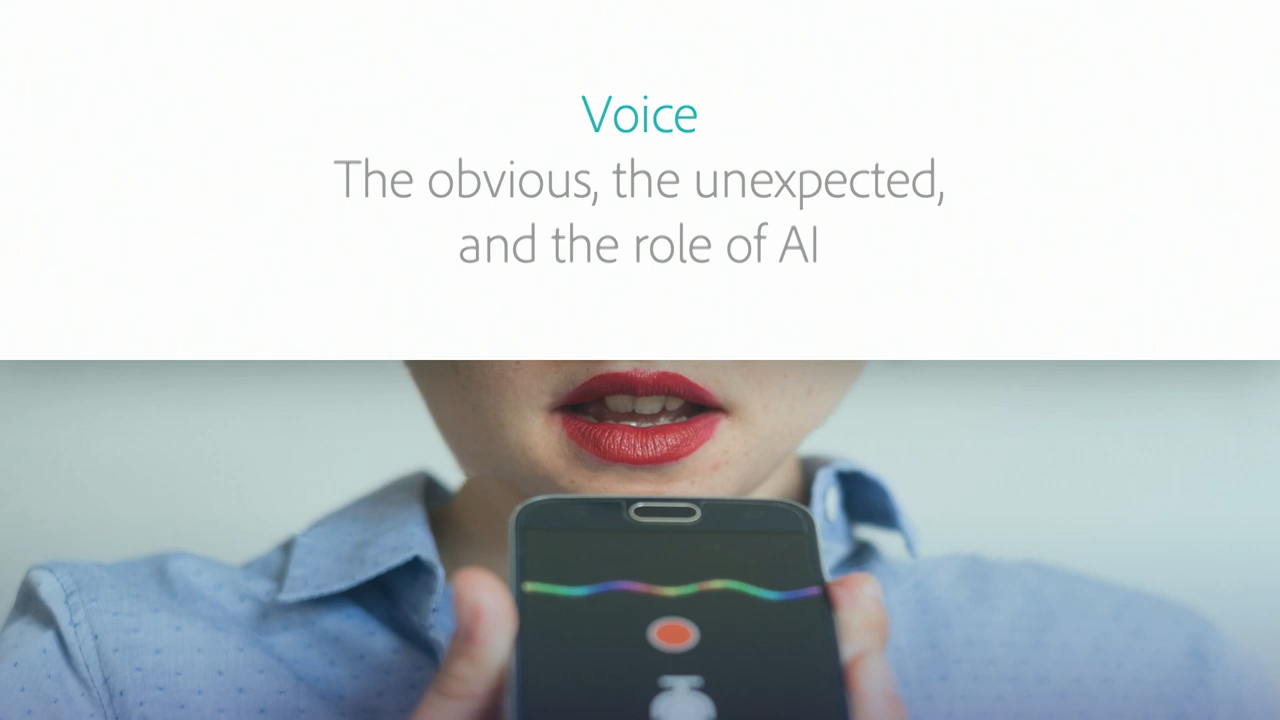 Voice
The obvious, the unexpected,
and the role of AI